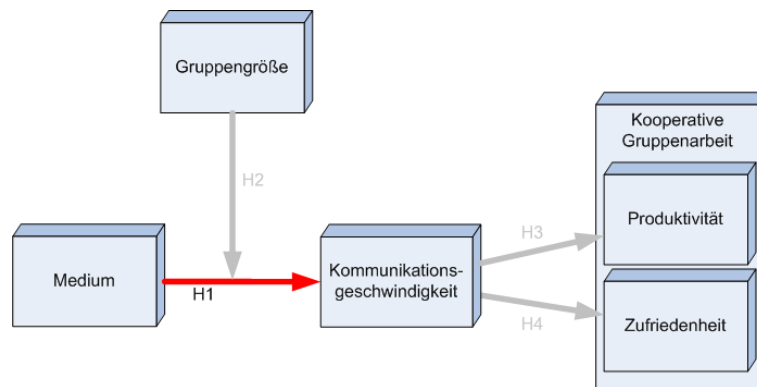 Gruppengröße
Kooperative
Gruppenarbeit
H2
Produktivität
H3
Medium
H1
Kommunikations-
geschwindigkeit
H4
Zufriedenheit